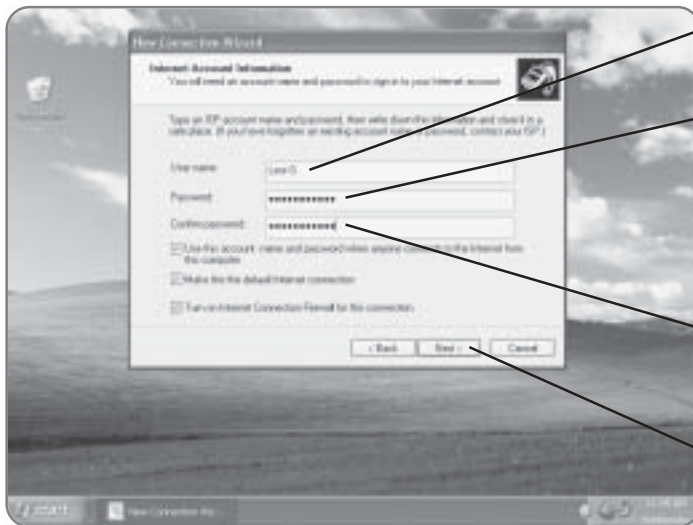 New Connection Wizard
Internet Account Information
You will need an account name and password to sign in to your Internet account.
Type an ISP account name and password, then write down this information and store it in a
safe place. (If you have forgotten an existing account name or password, contact your ISP.)
User name:
Password:
Confirm password:
Use this account name and password when anyone connects to the Internet from
this computer
Make this the default Internet connection
Turn on Internet Connection Firewall for this connection
< Back Next > Cancel
start New Connection Wiz...